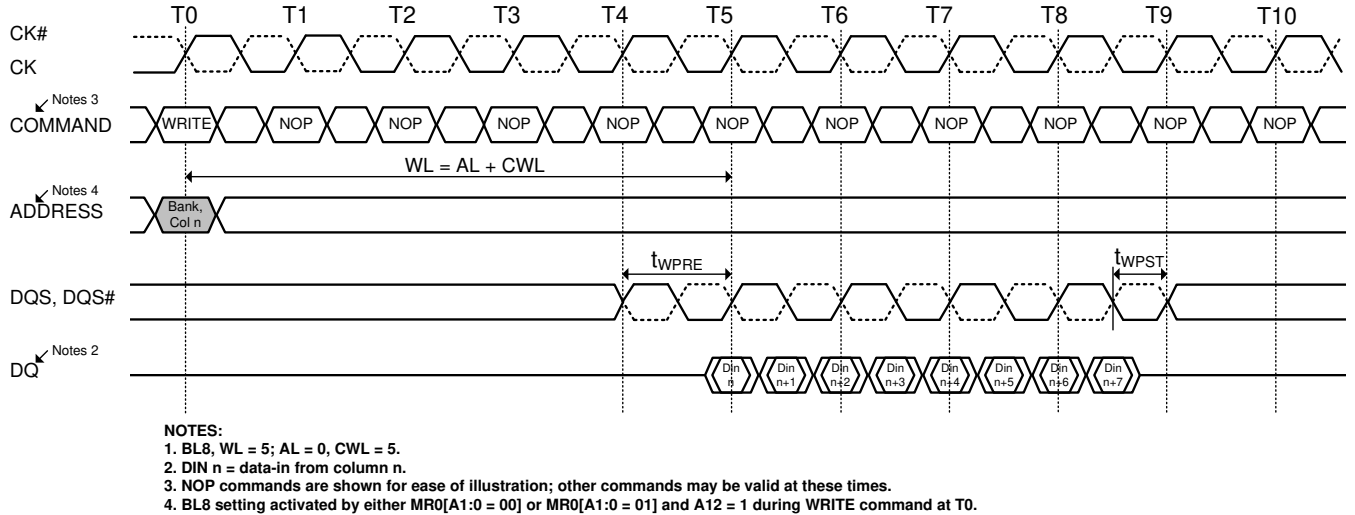 T0 T1 T2 T3 T4 T5 T6 T7 T8 T9 T10
CK#
CK
Notes 3
COMMAND WRITE NOP NOP NOP NOP NOP NOP NOP NOP NOP NOP
WL = AL + CWL
Notes 4
ADDRESS
Bank,
Col n
tWPRE tWPST
DQS, DQS#
Notes 2
DQ
Din Din Din Din Din Din Din Din
n n+1 n+2 n+3 n+4 n+5 n+6 n+7
NOTES:
1. BL8, WL = 5; AL = 0, CWL = 5.
2. DIN n = data-in from column n.
3. NOP commands are shown for ease of illustration; other commands may be valid at these times.
4. BL8 setting activated by either MR0[A1:0 = 00] or MR0[A1:0 = 01] and A12 = 1 during WRITE command at T0.